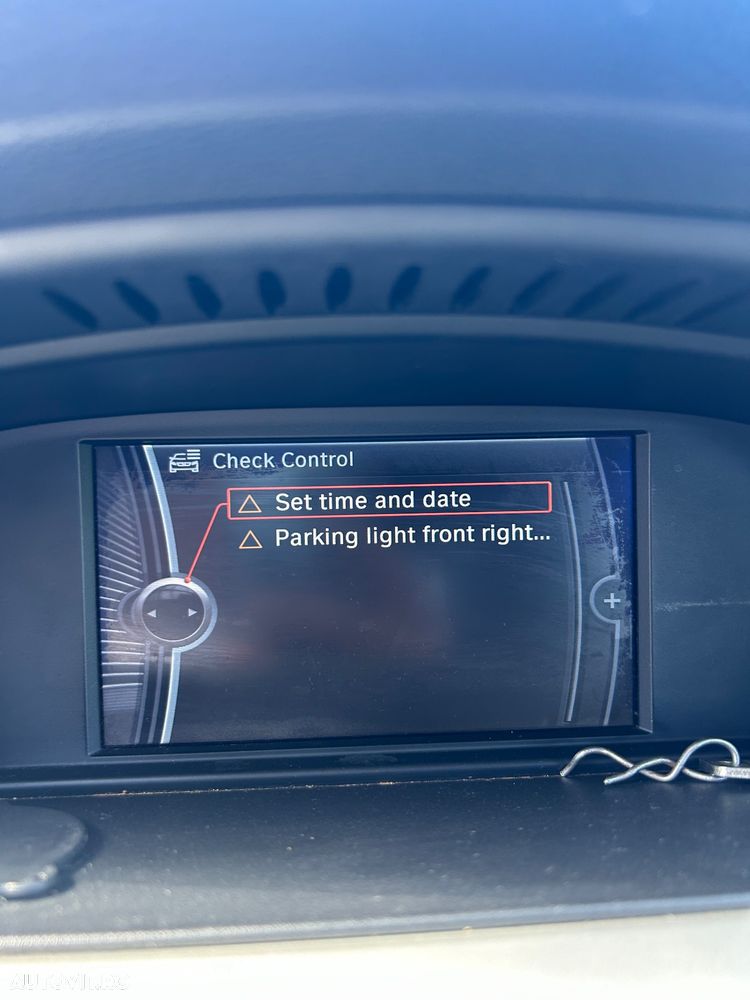 Check Control
Set time and date
Parking light front right...
+
AUTOVIT.RO